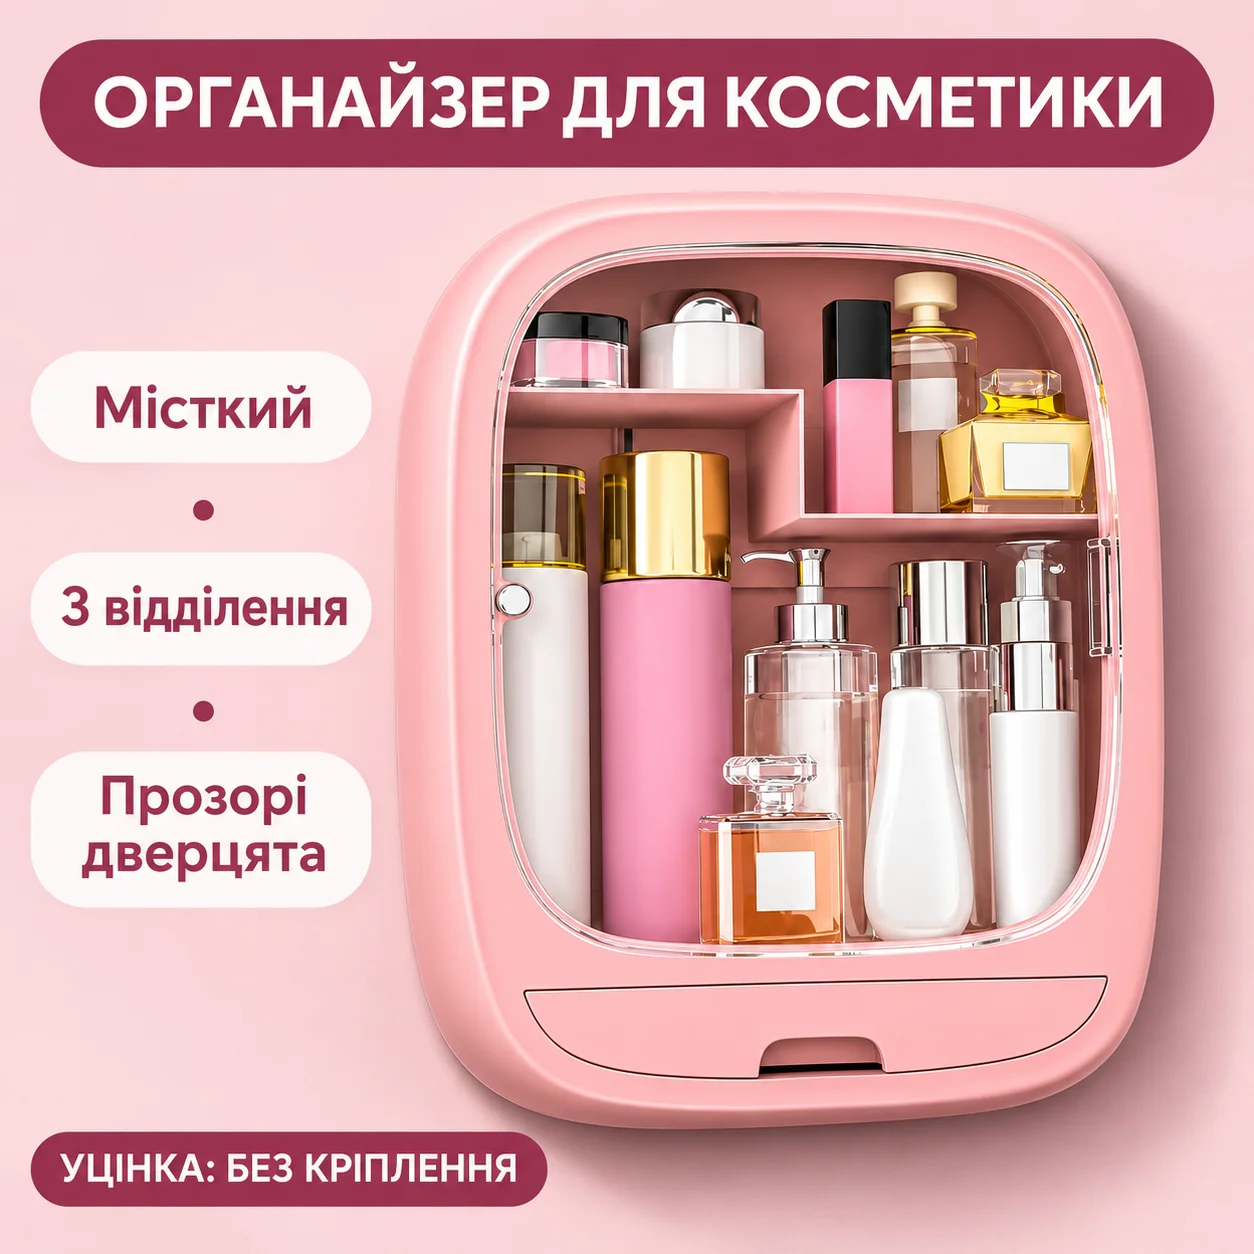 ОРГАНАЙЗЕР ДЛЯ КОСМЕТИКИ
Місткий
3 відділення
Прозорі
дверцята
УЦІНКА: БЕЗ КРІПЛЕННЯ